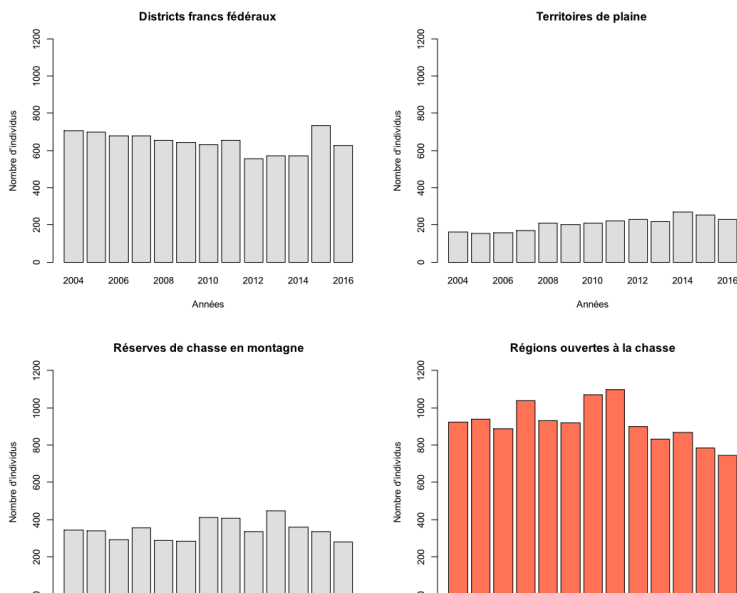 Districts francs fédéraux
Nombre d'individus
0 200 400 600 800 1000 1200
2004 2006 2008 2010 2012 2014 2016
Années
Territoires de plaine
Nombre d'individus
0 200 400 600 800 1000 1200
2004 2006 2008 2010 2012 2014 2016
Années
Réserves de chasse en montagne
Nombre d'individus
0 200 400 600 800 1000 1200
Régions ouvertes à la chasse
Nombre d'individus
0 200 400 600 800 1000 1200